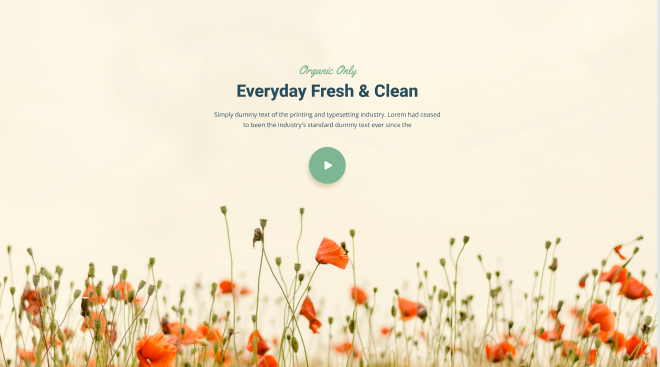 Organic Only
Everyday Fresh & Clean
Simply dummy text of the printing and typesetting industry. Lorem had ceased
to been the industry's standard dummy text ever since the